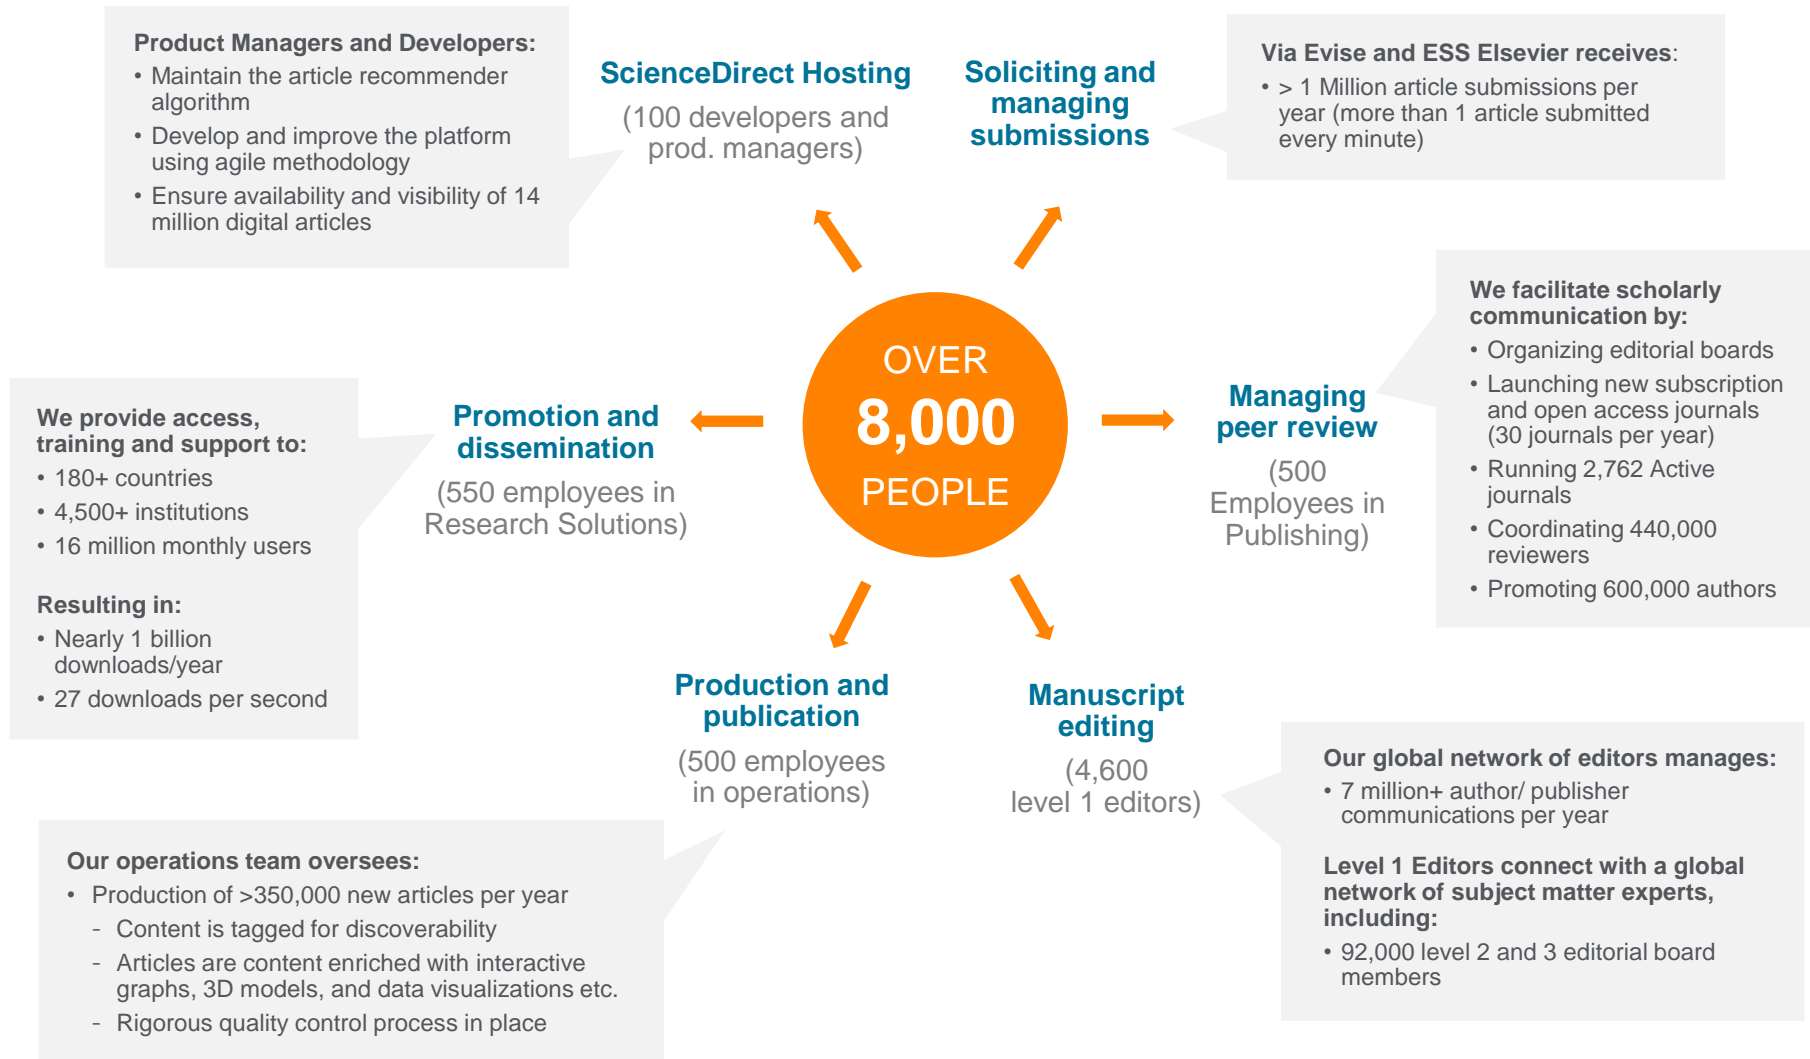 Product Managers and Developers:
• Maintain the article recommender
algorithm
• Develop and improve the platform
using agile methodology
• Ensure availability and visibility of 14
million digital articles
ScienceDirect Hosting
(100 developers and
prod. managers)
Soliciting and
managing
submissions
Via Evise and ESS Elsevier receives:
• > 1 Million article submissions per
year (more than 1 article submitted
every minute)
OVER
8,000
PEOPLE
We facilitate scholarly
communication by:
• Organizing editorial boards
• Launching new subscription
and open access journals
(30 journals per year)
• Running 2,762 Active
journals
• Coordinating 440,000
reviewers
• Promoting 600,000 authors
Managing
peer review
(500
Employees in
Publishing)
We provide access,
training and support to:
• 180+ countries
• 4,500+ institutions
• 16 million monthly users
Resulting in:
• Nearly 1 billion
downloads/year
• 27 downloads per second
Promotion and
dissemination
(550 employees in
Research Solutions)
Production and
publication
(500 employees
in operations)
Manuscript
editing
(4,600
level 1 editors)
Our operations team oversees:
• Production of >350,000 new articles per year
- Content is tagged for discoverability
- Articles are content enriched with interactive
graphs, 3D models, and data visualizations etc.
- Rigorous quality control process in place
Our global network of editors manages:
• 7 million+ author/ publisher
communications per year
Level 1 Editors connect with a global
network of subject matter experts,
including:
• 92,000 level 2 and 3 editorial board
members